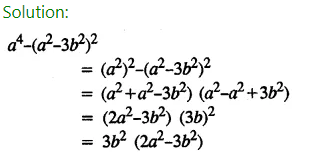 Solution:
a⁴–(a²–3b²)²
= (a²)²–(a²–3b²)²
= (a²+a²–3b²) (a²–a²+3b²)
= (2a²–3b²) (3b)²
= 3b² (2a²–3b²)